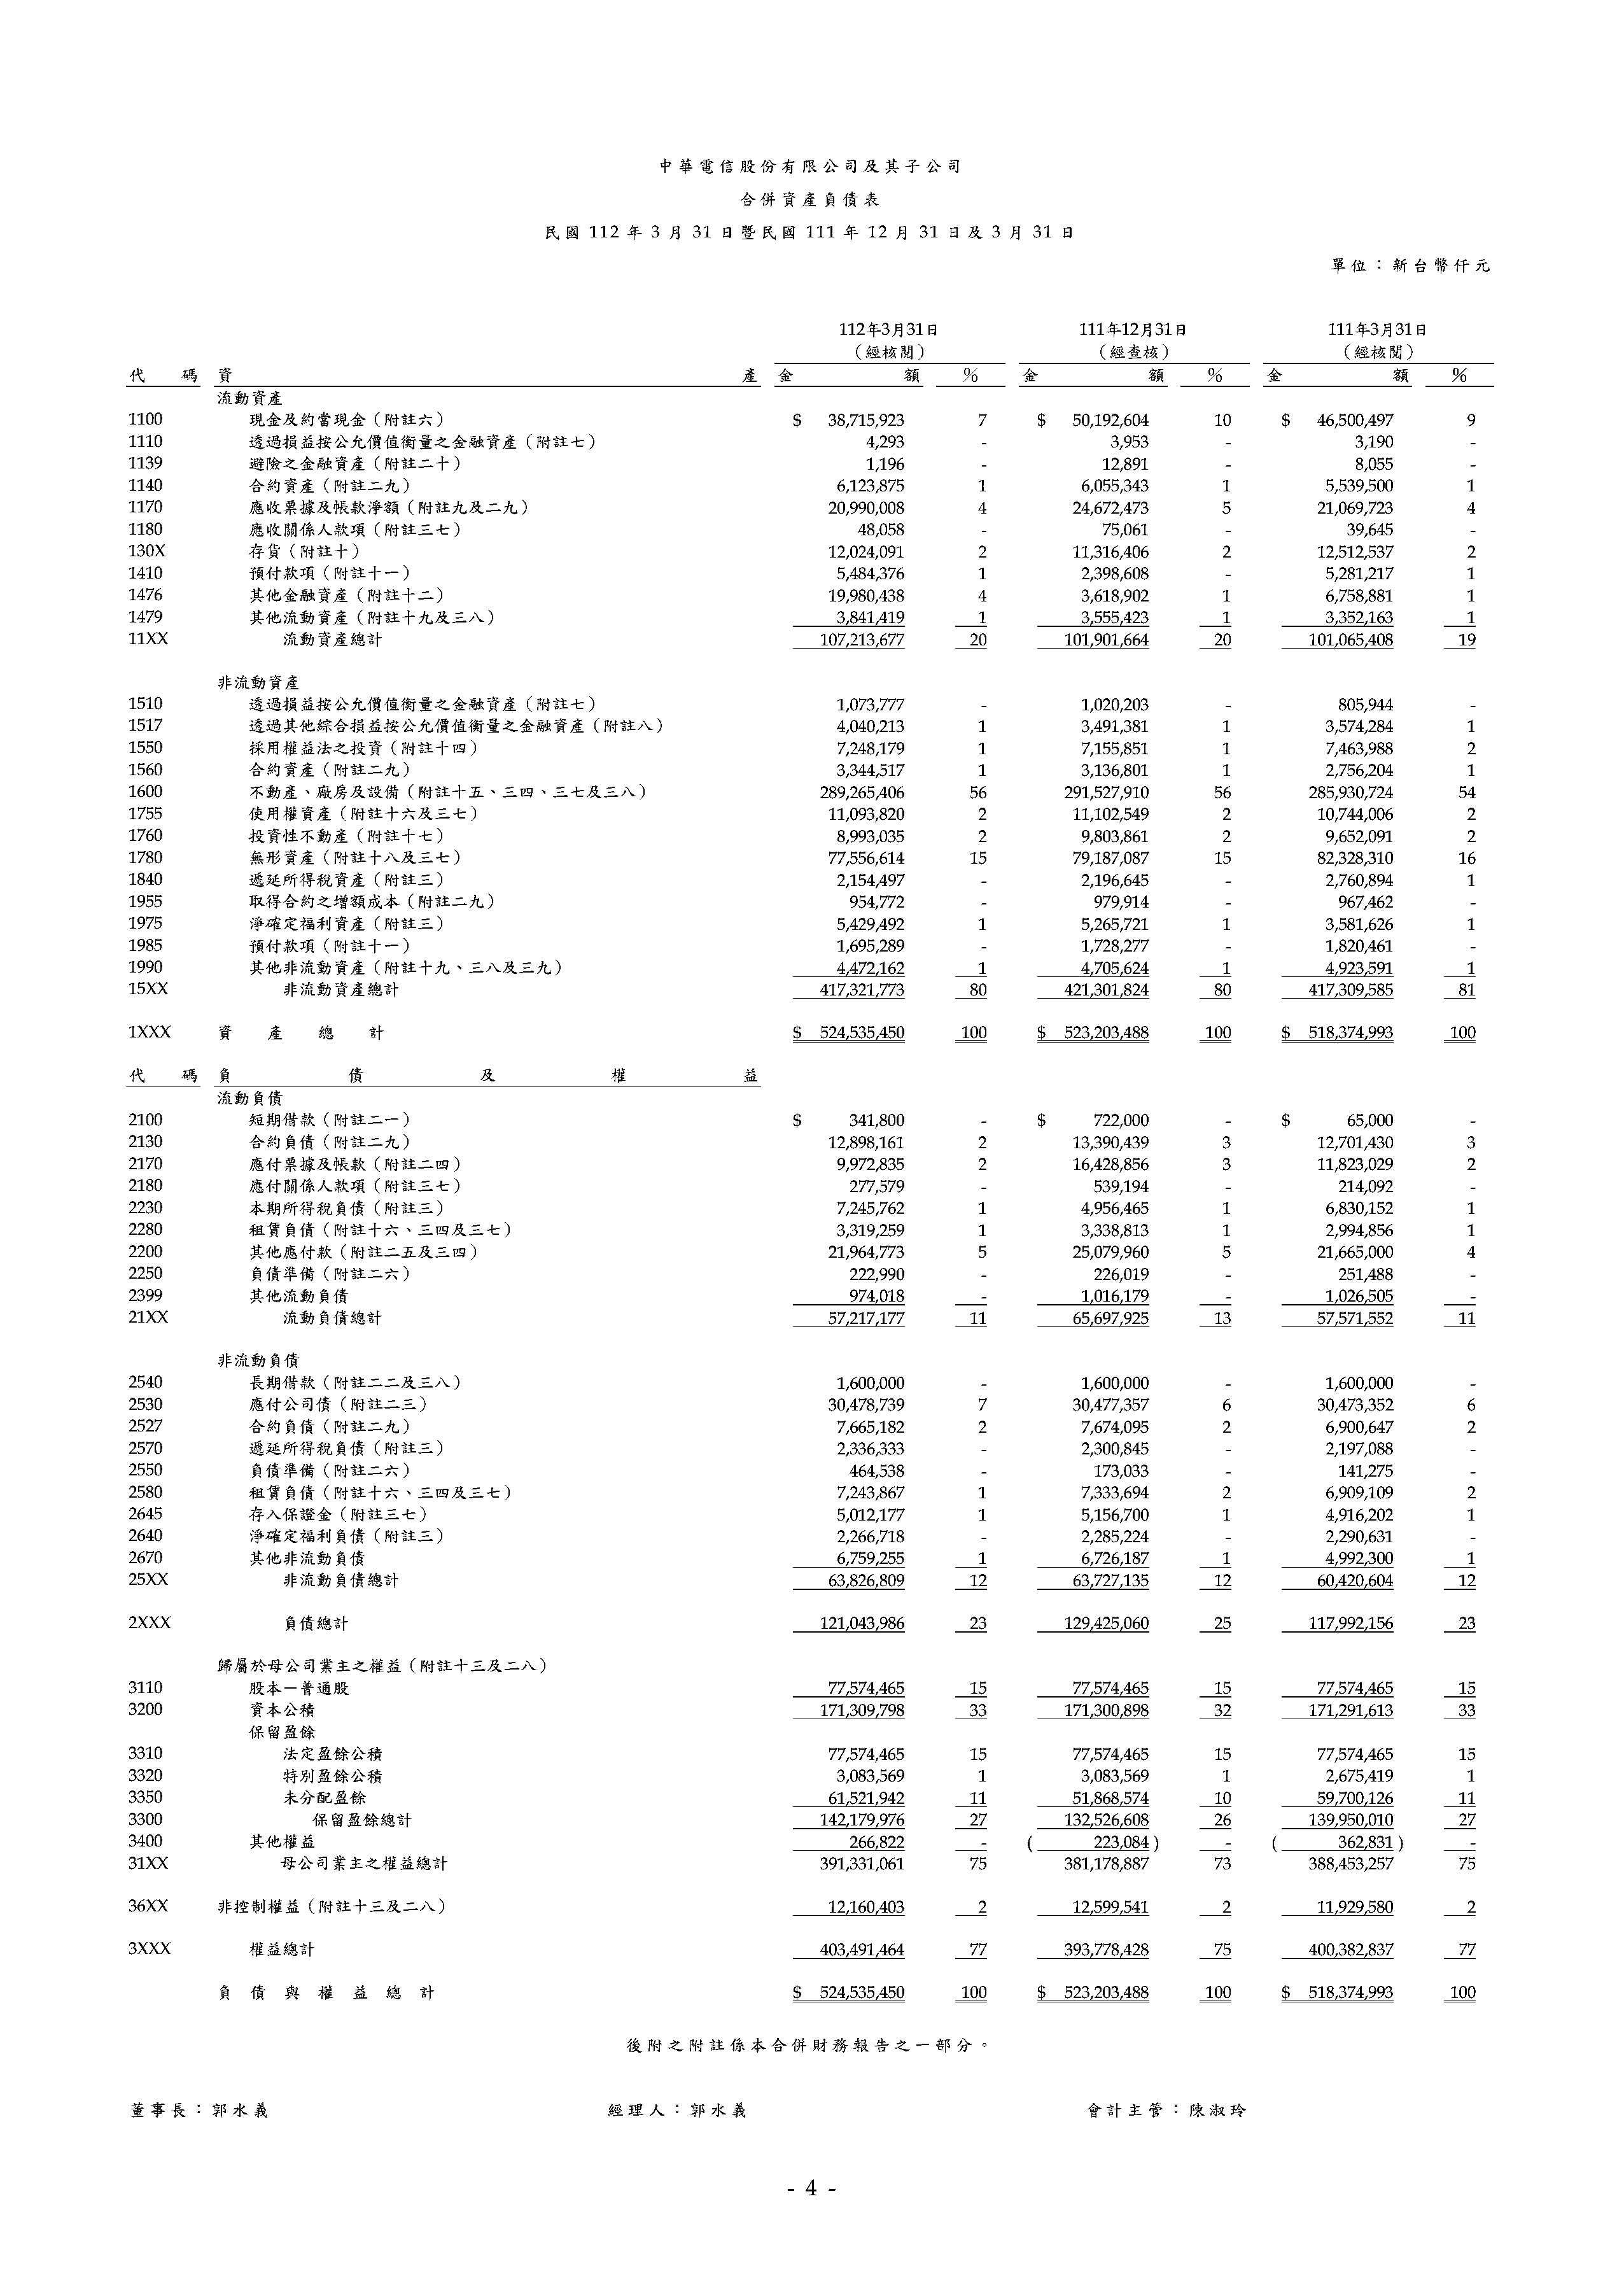 中華電信股份有限公司及其子公司
合併資產負債表
民國 112 年 3 月 31 日暨民國 111 年 12 月 31 日及 3 月 31 日
單位：新台幣仟元
112年3月31日 111年12月31日 111年3月31日
（經核閱） （經查核） （經核閱）
代 碼 資 產 金 額 % 金 額 % 金 額 %
流動資產
1100 現金及約當現金（附註六） $ 38,715,923 7 $ 50,192,604 10 $ 46,500,497 9
1110 透過損益按公允價值衡量之金融資產（附註七） 4,293 - 3,953 - 3,190 -
1139 避險之金融資產（附註二十） 1,196 - 12,891 - 8,055 -
1140 合約資產（附註二九） 6,123,875 1 6,055,343 1 5,539,500 1
1170 應收票據及帳款淨額（附註九及二九） 20,990,008 4 24,672,473 5 21,069,723 4
1180 應收關係人款項（附註三七） 48,058 - 75,061 - 39,645 -
130X 存貨（附註十） 12,024,091 2 11,316,406 2 12,512,537 2
1410 預付款項（附註十一） 5,484,376 1 2,398,608 - 5,281,217 1
1476 其他金融資產（附註十二） 19,980,438 4 3,618,902 1 6,758,881 1
1479 其他流動資產（附註十九及三八） 3,841,419 1 3,555,423 1 3,352,163 1
11XX 流動資產總計 107,213,677 20 101,901,664 20 101,065,408 19
非流動資產
1510 透過損益按公允價值衡量之金融資產（附註七） 1,073,777 - 1,020,203 - 805,944 -
1517 透過其他綜合損益按公允價值衡量之金融資產（附註八） 4,040,213 1 3,491,381 1 3,574,284 1
1550 採用權益法之投資（附註十四） 7,248,179 1 7,155,851 1 7,463,988 2
1560 合約資產（附註二九） 3,344,517 1 3,136,801 1 2,756,204 1
1600 不動產、廠房及設備（附註十五、三四、三七及三八） 289,265,406 56 291,527,910 56 285,930,724 54
1755 使用權資產（附註十六及三七） 11,093,820 2 11,102,549 2 10,744,006 2
1760 投資性不動產（附註十七） 8,993,035 2 9,803,861 2 9,652,091 2
1780 無形資產（附註十八及三七） 77,556,614 15 79,187,087 15 82,328,310 16
1840 遞延所得稅資產（附註三） 2,154,497 - 2,196,645 - 2,760,894 1
1955 取得合約之增額成本（附註二九） 954,772 - 979,914 - 967,462 -
1975 淨確定福利資產（附註三） 5,429,492 1 5,265,721 1 3,581,626 1
1985 預付款項（附註十一） 1,695,289 - 1,728,277 - 1,820,461 -
1990 其他非流動資產（附註十九、三八及三九） 4,472,162 1 4,705,624 1 4,923,591 1
15XX 非流動資產總計 417,321,773 80 421,301,824 80 417,309,585 81
1XXX 資 產 總 計 $ 524,535,450 100 $ 523,203,488 100 $ 518,374,993 100
代 碼 負 債 及 權 益
流動負債
2100 短期借款（附註二一） $ 341,800 - $ 722,000 - $ 65,000 -
2130 合約負債（附註二九） 12,898,161 2 13,390,439 3 12,701,430 3
2170 應付票據及帳款（附註二四） 9,972,835 2 16,428,856 3 11,823,029 2
2180 應付關係人款項（附註三七） 277,579 - 539,194 - 214,092 -
2230 本期所得稅負債（附註三） 7,245,762 1 4,956,465 1 6,830,152 1
2280 租賃負債（附註十六、三四及三七） 3,319,259 1 3,338,813 1 2,994,856 1
2200 其他應付款（附註二五及三四） 21,964,773 5 25,079,960 5 21,665,000 4
2250 負債準備（附註二六） 222,990 - 226,019 - 251,488 -
2399 其他流動負債 974,018 - 1,016,179 - 1,026,505 -
21XX 流動負債總計 57,217,177 11 65,697,925 13 57,571,552 11
非流動負債
2540 長期借款（附註二二及三八） 1,600,000 - 1,600,000 - 1,600,000 -
2530 應付公司債（附註二三） 30,478,739 7 30,477,357 6 30,473,352 6
2527 合約負債（附註二九） 7,665,182 2 7,674,095 2 6,900,647 2
2570 遞延所得稅負債（附註三） 2,336,333 - 2,300,845 - 2,197,088 -
2550 負債準備（附註二六） 464,538 - 173,033 - 141,275 -
2580 租賃負債（附註十六、三四及三七） 7,243,867 1 7,333,694 2 6,909,109 2
2645 存入保證金（附註三七） 5,012,177 1 5,156,700 1 4,916,202 1
2640 淨確定福利負債（附註三） 2,266,718 - 2,285,224 - 2,290,631 -
2670 其他非流動負債 6,759,255 1 6,726,187 1 4,992,300 1
25XX 非流動負債總計 63,826,809 12 63,727,135 12 60,420,604 12
2XXX 負債總計 121,043,986 23 129,425,060 25 117,992,156 23
歸屬於母公司業主之權益（附註十三及二八）
3110 股本－普通股 77,574,465 15 77,574,465 15 77,574,465 15
3200 資本公積 171,309,798 33 171,300,898 32 171,291,613 33
保留盈餘
3310 法定盈餘公積 77,574,465 15 77,574,465 15 77,574,465 15
3320 特別盈餘公積 3,083,569 1 3,083,569 1 2,675,419 1
3350 未分配盈餘 61,521,942 11 51,868,574 10 59,700,126 11
3300 保留盈餘總計 142,179,976 27 132,526,608 26 139,950,010 27
3400 其他權益 266,822 - ( 223,084 ) - ( 362,831 ) -
31XX 母公司業主之權益總計 391,331,061 75 381,178,887 73 388,453,257 75
36XX 非控制權益（附註十三及二八） 12,160,403 2 12,599,541 2 11,929,580 2
3XXX 權益總計 403,491,464 77 393,778,428 75 400,382,837 77
負 債 與 權 益 總 計 $ 524,535,450 100 $ 523,203,488 100 $ 518,374,993 100
後附之附註係本合併財務報告之一部分。
董事長：郭水義 經理人：郭水義 會計主管：陳淑玲
- 4 -